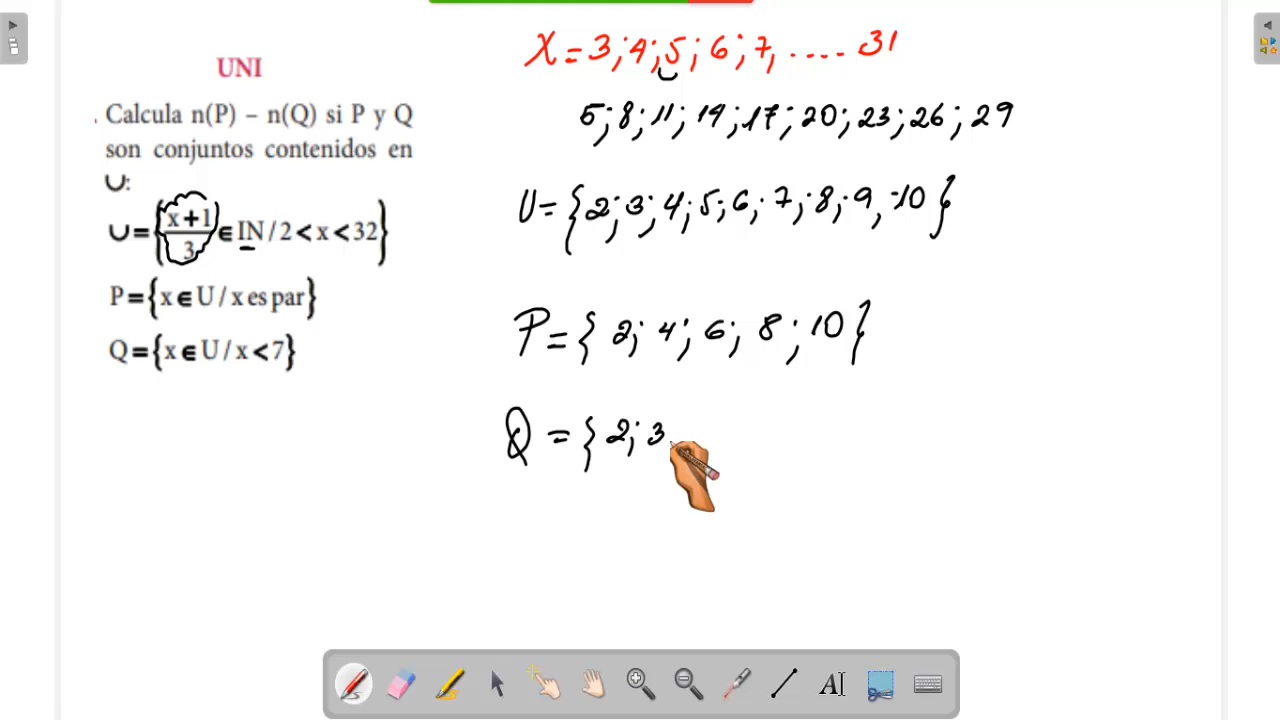 UNI
. Calcula n(P) – n(Q) si P y Q
son conjuntos contenidos en
U:
U={x+1/3 ∈ IN/2<x<32}
P={x∈U/x es par}
Q={x∈U/x<7}
X=3;4;5;6;7,....31
5;8;11;14;17;20;23;26;29
U={2;3;4;5;6;7;8;9,10}
P={2;4;6;8;10}
Q={2;3
AI